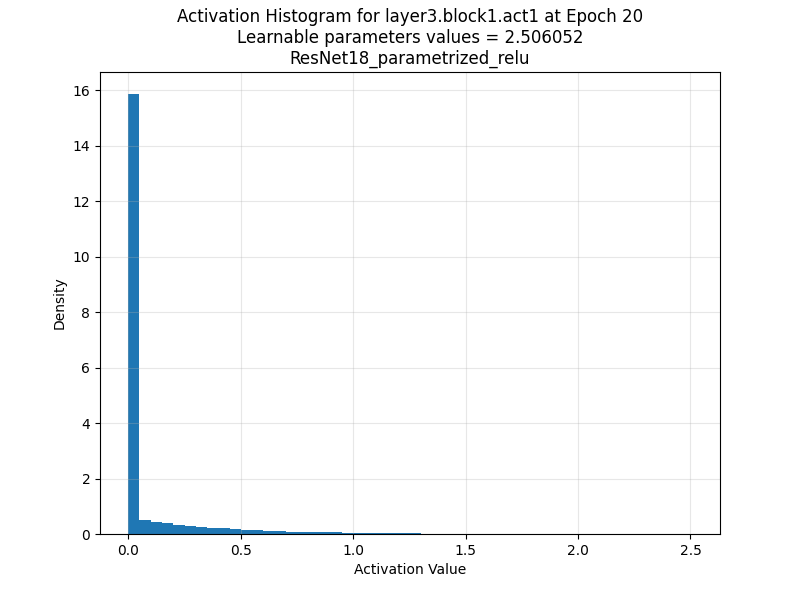 Activation Histogram for layer3.block1.act1 at Epoch 20
Learnable parameters values = 2.506052
ResNet18_parametrized_relu
16
14
12
10
8
6
4
2
0
Density
0.0 0.5 1.0 1.5 2.0 2.5
Activation Value